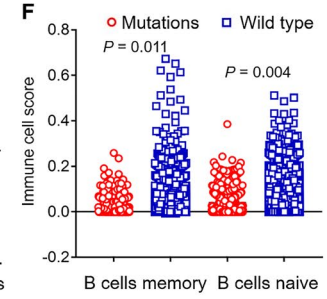 F
Mutations Wild type
P = 0.011
P = 0.004
Immune cell score
0.8
0.6
0.4
0.2
0.0
-0.2
B cells memory B cells naive